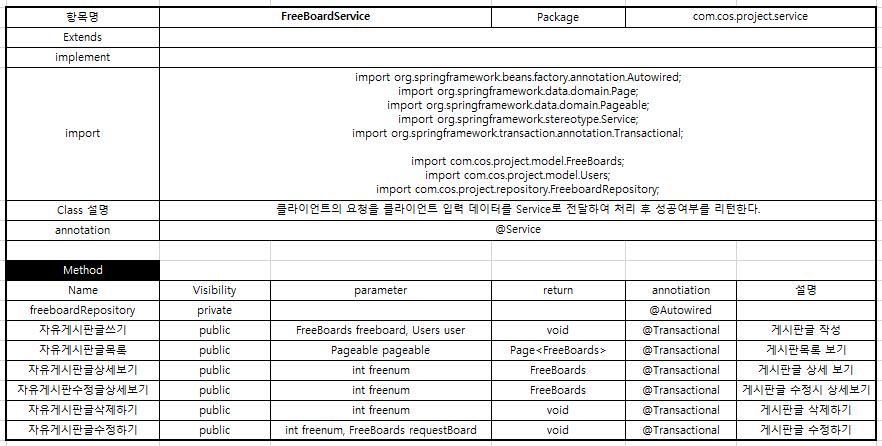 항목명 FreeBoardService Package com.cos.project.service
Extends
implement
import
import org.springframework.beans.factory.annotation.Autowired;
import org.springframework.data.domain.Page;
import org.springframework.data.domain.Pageable;
import org.springframework.stereotype.Service;
import org.springframework.transaction.annotation.Transactional;
import com.cos.project.model.FreeBoards;
import com.cos.project.model.Users;
import com.cos.project.repository.FreeboardRepository;
Class 설명 클라이언트의 요청을 클라이언트 입력 데이터를 Service로 전달하여 처리 후 성공여부를 리턴한다.
annotation @Service
Method
Name Visibility parameter return annotiation 설명
freeboardRepository private @Autowired
자유게시판글쓰기 public FreeBoards freeboard, Users user void @Transactional 게시판글 작성
자유게시판글목록 public Pageable pageable Page<FreeBoards> @Transactional 게시판목록 보기
자유게시판글상세보기 public int freenum FreeBoards @Transactional 게시판글 상세 보기
자유게시판수정글상세보기 public int freenum FreeBoards @Transactional 게시판글 수정시 상세보기
자유게시판글삭제하기 public int freenum void @Transactional 게시판글 삭제하기
자유게시판글수정하기 public int freenum, FreeBoards requestBoard void @Transactional 게시판글 수정하기